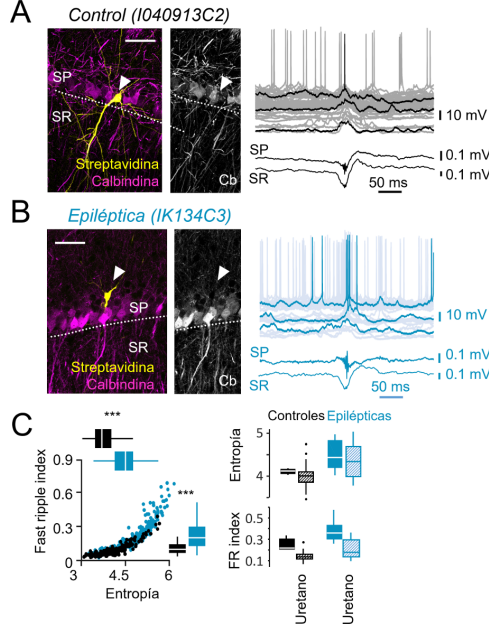 A
Control (I040913C2)
SP
SR
Streptavidina
Calbindina
Cb
10 mV
SP
0.1 mV
SR
0.1 mV
50 ms
B
Epiléptica (IK134C3)
SP
SR
Streptavidina
Calbindina
Cb
10 mV
SP
0.1 mV
SR
0.1 mV
50 ms
C
***
Fast ripple index
0.9
0.6
0.3
0
***
3
4.5
6
Entropía
Controles
Epilépticas
Entropía
5
4
FR index
0.5
0.3
0.1
Uretano
Uretano